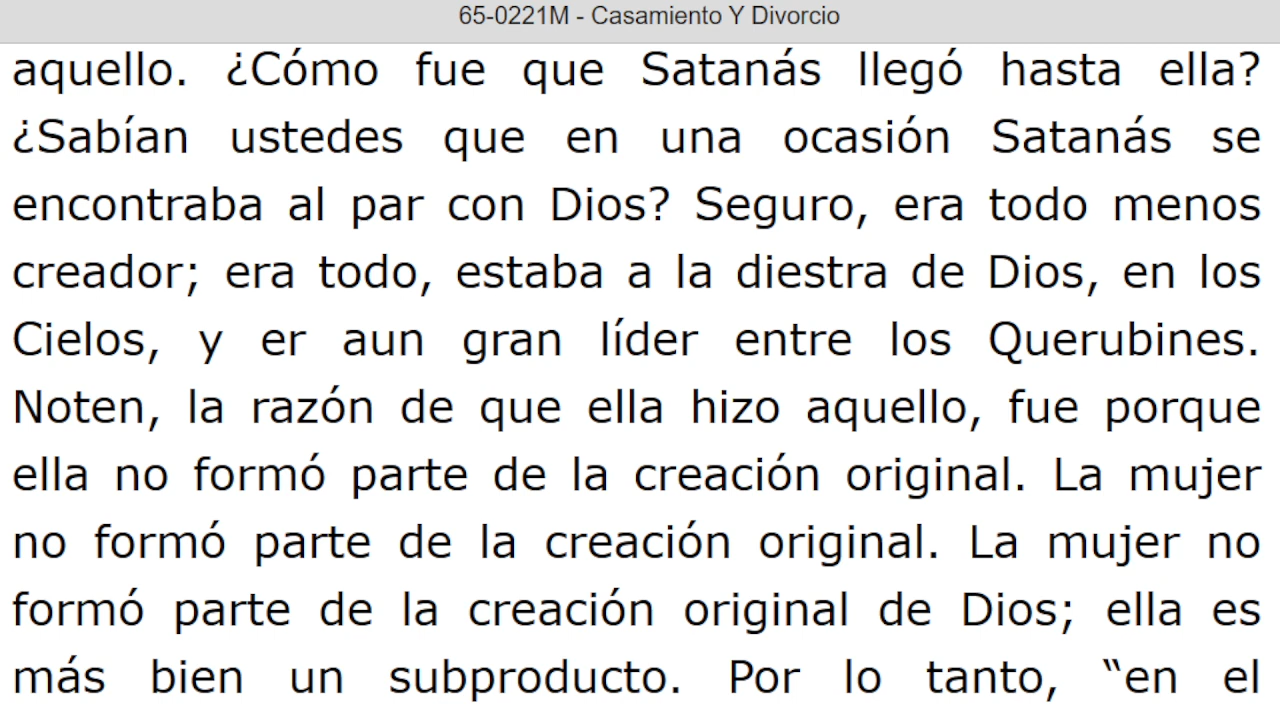 65-0221M - Casamiento Y Divorcio
aquello. ¿Cómo fue que Satanás llegó hasta ella?
¿Sabían ustedes que en una ocasión Satanás se
encontraba al par con Dios? Seguro, era todo menos
creador; era todo, estaba a la diestra de Dios, en los
Cielos, y er aun gran líder entre los Querubines.
Noten, la razón de que ella hizo aquello, fue porque
ella no formó parte de la creación original. La mujer
no formó parte de la creación original. La mujer no
formó parte de la creación original de Dios; ella es
más bien un subproducto. Por lo tanto, “en el